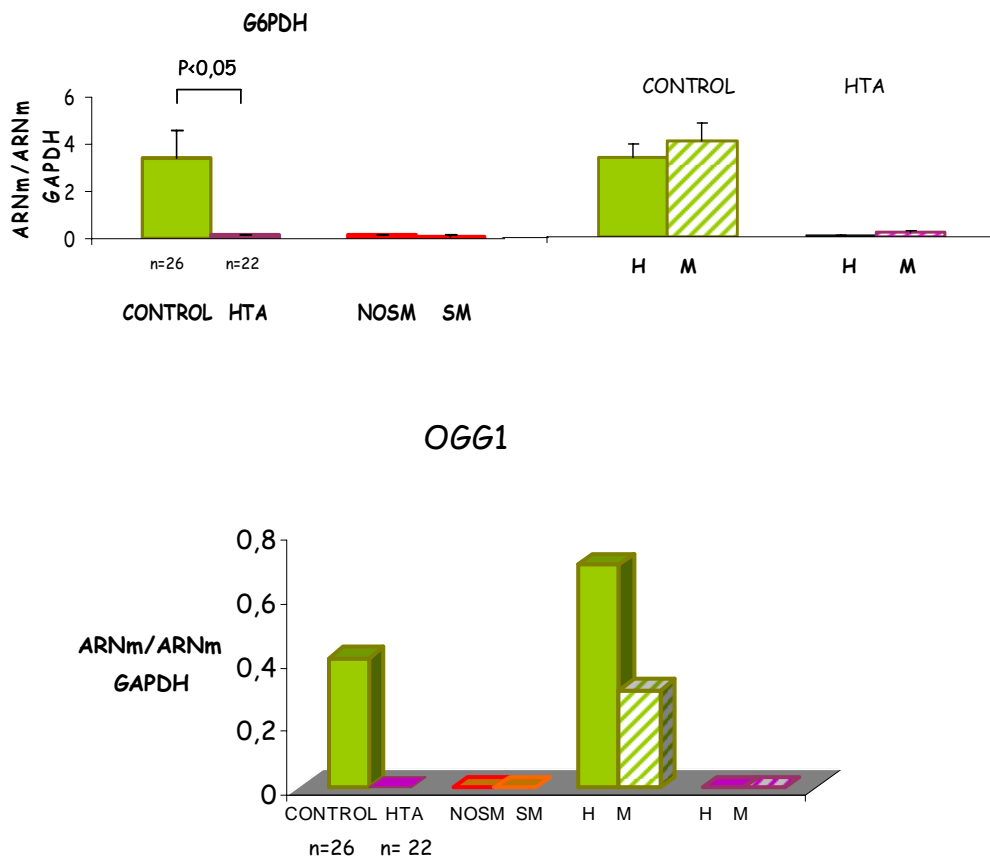 G6PDH
P<0,05
CONTROL HTA
6
4
2
0
ARNm/ARNm
GAPDH
n=26 n=22
H M H M
CONTROL HTA NOSM SM
OGG1
0,8
0,6
0,4
0,2
0
ARNm/ARNm
GAPDH
CONTROL HTA NOSM SM H M H M
n=26 n= 22